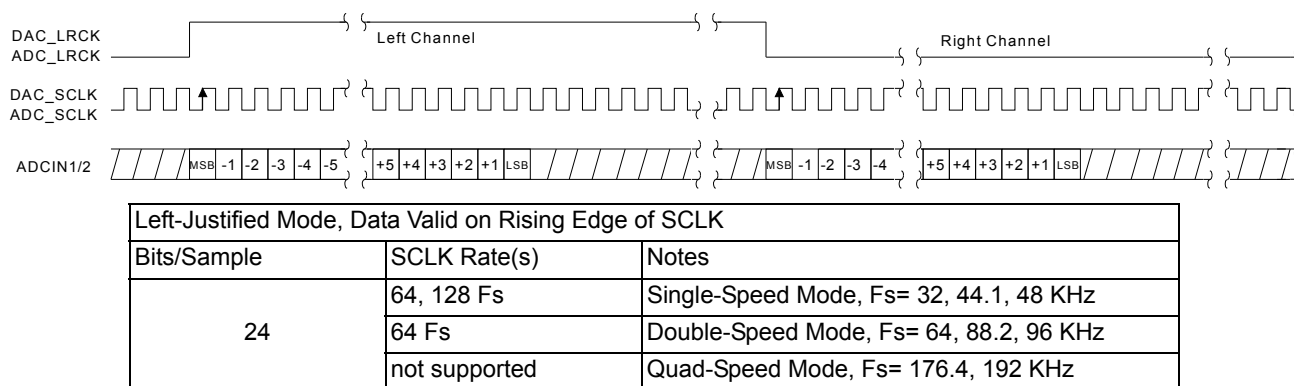 DAC_LRCK
ADC_LRCK
Left Channel
Right Channel
DAC_SCLK
ADC_SCLK
ADCIN1/2
MSB -1 -2 -3 -4 -5 +5 +4 +3 +2 +1 LSB MSB -1 -2 -3 -4 +5 +4 +3 +2 +1 LSB
Left-Justified Mode, Data Valid on Rising Edge of SCLK
Bits/Sample SCLK Rate(s) Notes
24
64, 128 Fs Single-Speed Mode, Fs= 32, 44.1, 48 KHz
64 Fs Double-Speed Mode, Fs= 64, 88.2, 96 KHz
not supported Quad-Speed Mode, Fs= 176.4, 192 KHz